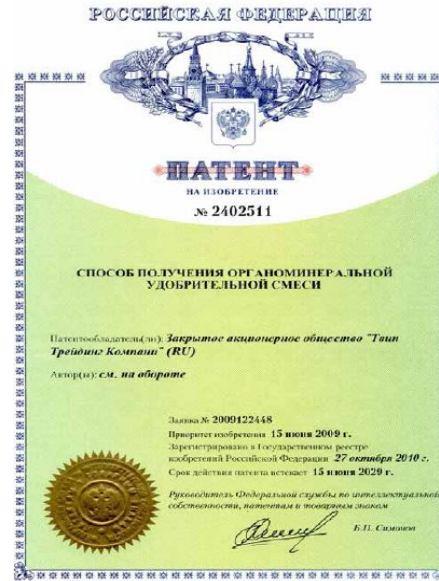 РОССИЙСКАЯ ФЕДЕРАЦИЯ
ПАТЕНТ
НА ИЗОБРЕТЕНИЕ
№ 2402511
СПОСОБ ПОЛУЧЕНИЯ ОРГАНОМИНЕРАЛЬНОЙ
УДОБРИТЕЛЬНОЙ СМЕСИ
Патентообладатель(ли): Закрытое акционерное общество "Твин
Трейдинг Компани" (RU)
Автор(ы): см. на обороте
Заявка № 2009122448
Приоритет изобретения 15 июня 2009 г.
Зарегистрировано в Государственном реестре
изобретений Российской Федерации 27 октября 2010 г.
Срок действия патента истекает 15 июня 2029 г.
Руководитель Федеральной службы по интеллектуальной
собственности, патентам и товарным знакам
Б.П. Симонов